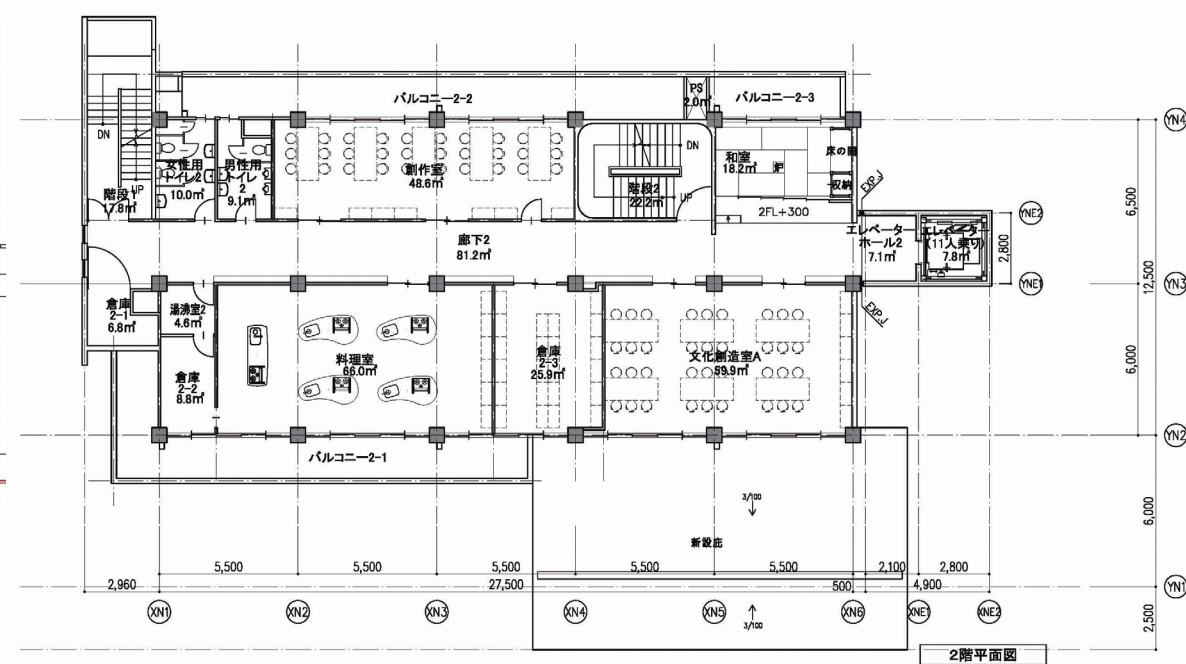 バルコニー2-2
PS
2.0㎡
バルコニー2-3
YN4
DN
女性用
トイレ2
10.0㎡
男性用
トイレ
2
9.1㎡
創作室
48.6㎡
DN
階段2
22.2㎡
UP
和室
18.2㎡
炉
床の間
収納
EXP.J
2FL+300
UP
階段1
17.8㎡
6,500
廊下2
81.2㎡
エレベーター
ホール2
7.1㎡
エレベーター
(11人乗り)
7.8㎡
YNE2
2,800
YNE1
12,500
YN3
倉庫
2-1
6.8㎡
湯沸室2
4.6㎡
EXP.J
倉庫
2-2
8.8㎡
料理室
66.0㎡
倉庫
2-3
25.9㎡
文化創造室A
59.9㎡
6,000
YN2
バルコニー2-1
3/100
新設庇
6,000
5,500
5,500
5,500
5,500
5,500
2,100
2,800
2,960
27,500
500
4,900
YN1
XN1
XN2
XN3
XN4
XN5
XN6
XNE1
XNE2
3/100
2,500
2階平面図